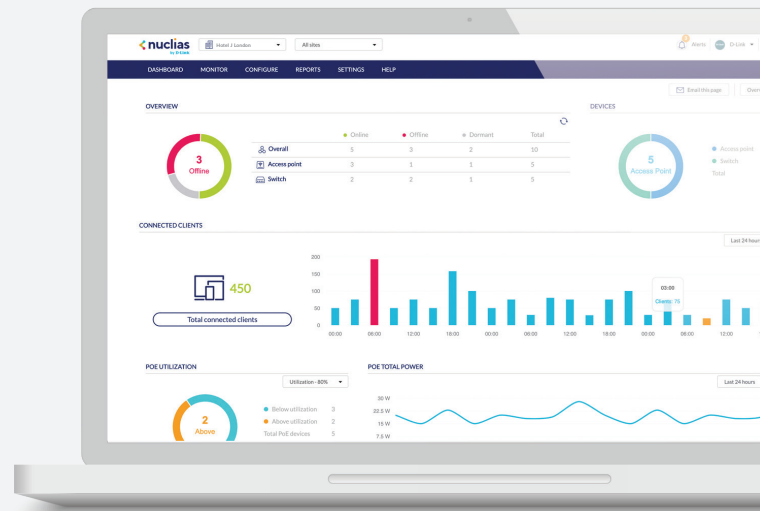 nuclias
by D-Link
Hotel J London
All sites
Alerts
D-Link
DASHBOARD MONITOR CONFIGURE REPORTS SETTINGS HELP
Email this page
Over
OVERVIEW
DEVICES
Online Offline Dormant Total
Overall 5 3 2 10
Access point 3 1 1 5
Switch 2 2 1 5
3
Offline
5
Access Point
Access point
Switch
Total
CONNECTED CLIENTS
Last 24 hours
450
Total connected clients
200
150
100
50
0
03:00
Clients: 75
00:00 06:00 12:00 18:00 00:00 06:00 12:00 18:00 00:00 06:00 12:00
POE UTILIZATION
POE TOTAL POWER
Utilization - 80%
Last 24 hours
2
Above
Below utilization 3
Above utilization 2
Total PoE devices 5
30 W
22.5 W
15 W
7.5 W